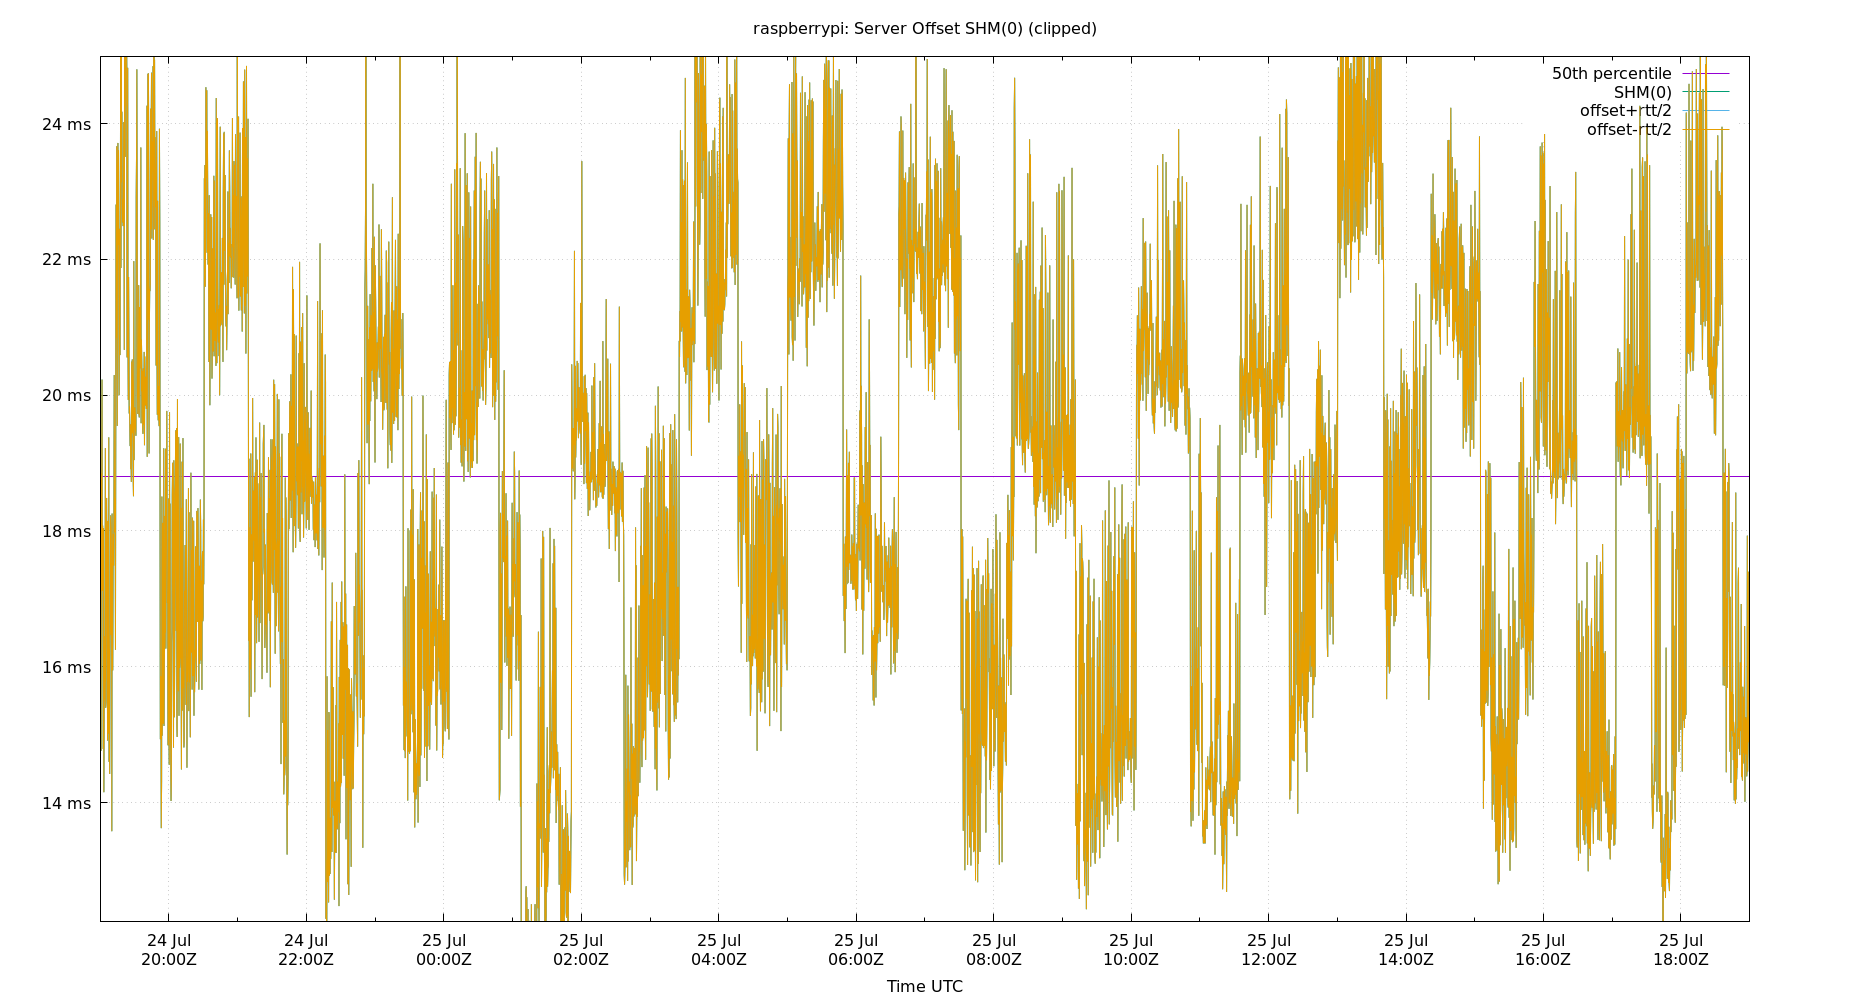 raspberrypi: Server Offset SHM(0) (clipped)
50th percentile
SHM(0)
offset+rtt/2
offset-rtt/2
24 ms
22 ms
20 ms
18 ms
16 ms
14 ms
24 Jul 24 Jul 25 Jul 25 Jul 25 Jul 25 Jul 25 Jul 25 Jul 25 Jul 25 Jul 25 Jul 25 Jul
20:00Z 22:00Z 00:00Z 02:00Z 04:00Z 06:00Z 08:00Z 10:00Z 12:00Z 14:00Z 16:00Z 18:00Z
Time UTC